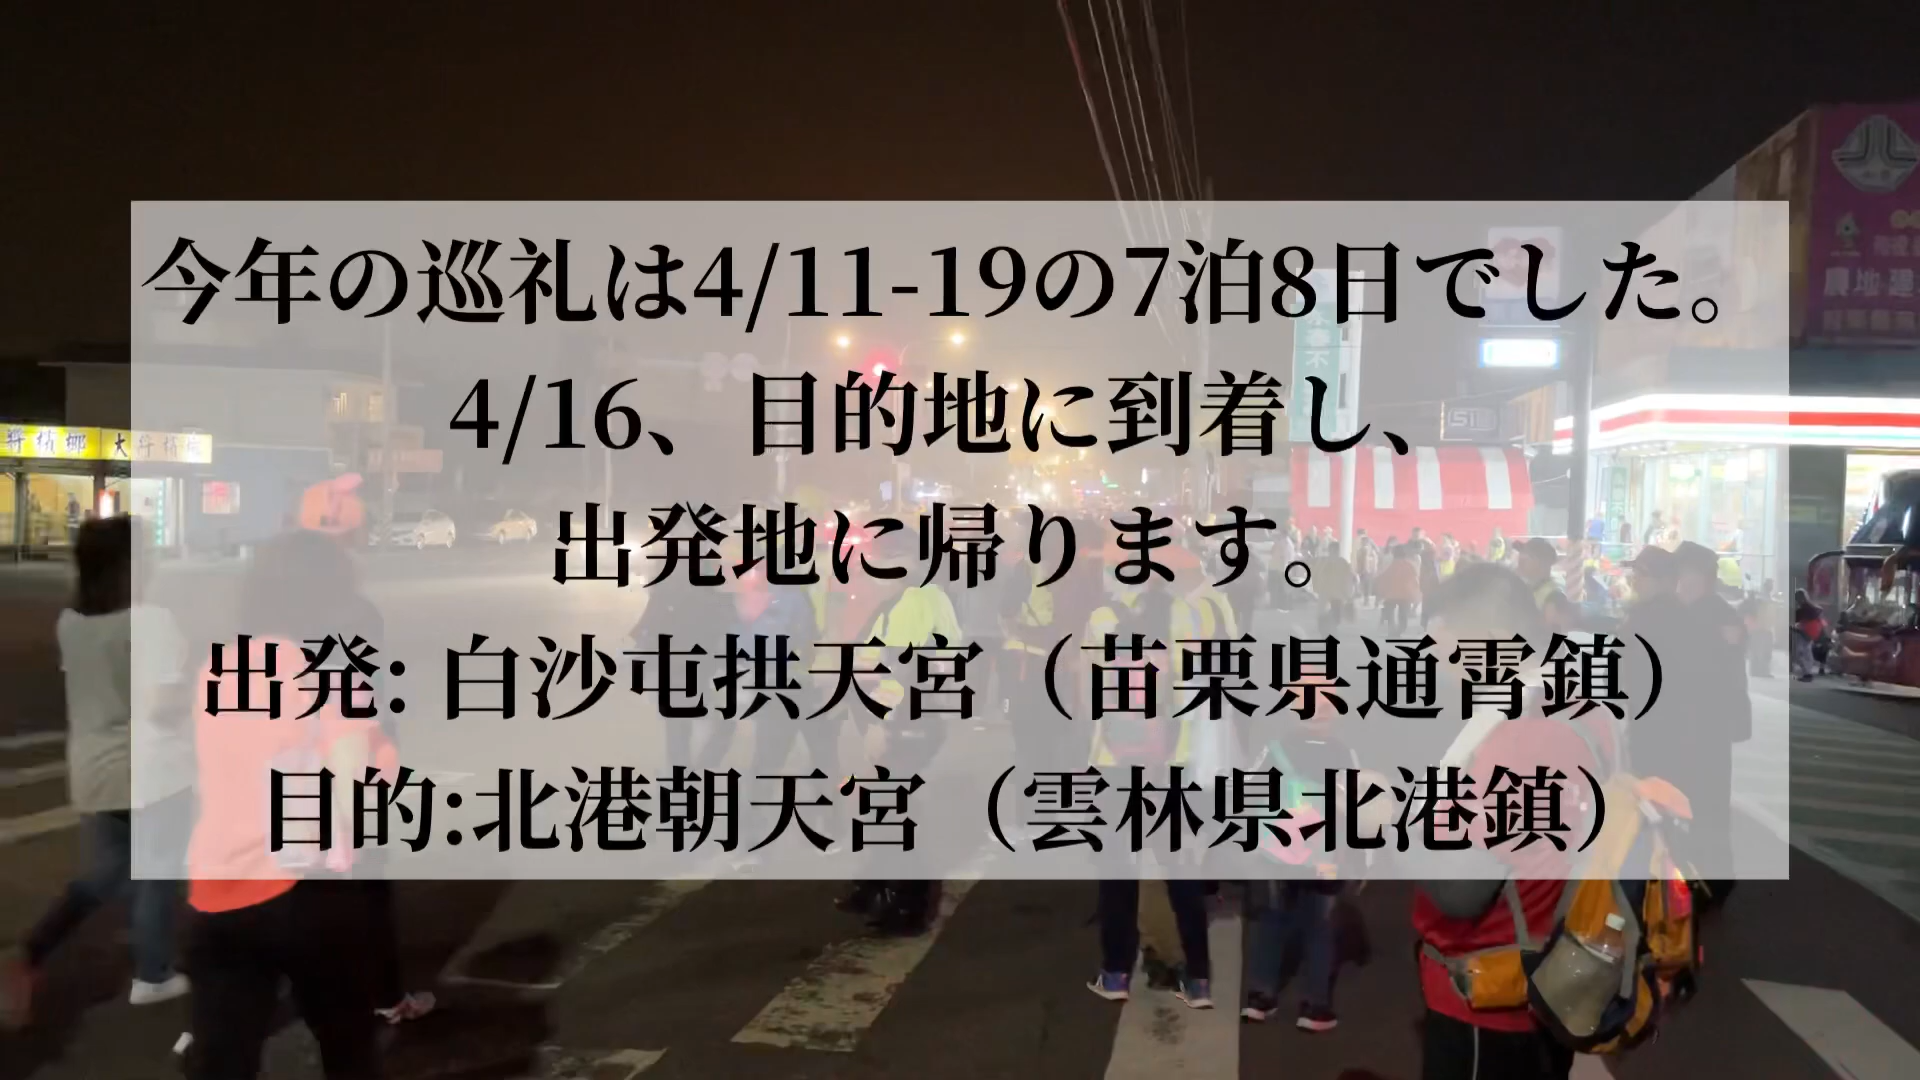 今年の巡礼は4/11-19の7泊8日でした。
4/16、目的地に到着し、
出発地に帰ります。
出発: 白沙屯拱天宮（苗栗県通霄鎮）
目的:北港朝天宮（雲林県北港鎮）